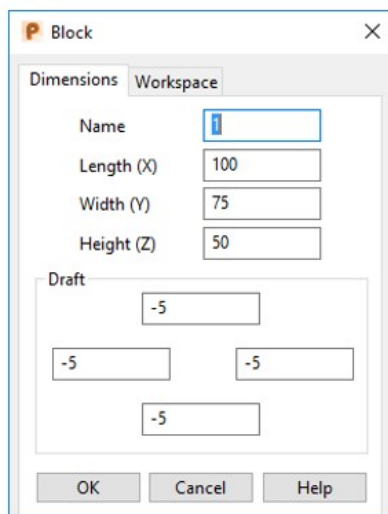 P Block
Dimensions Workspace
Name 1
Length (X) 100
Width (Y) 75
Height (Z) 50
Draft
-5
-5 -5
-5
OK Cancel Help